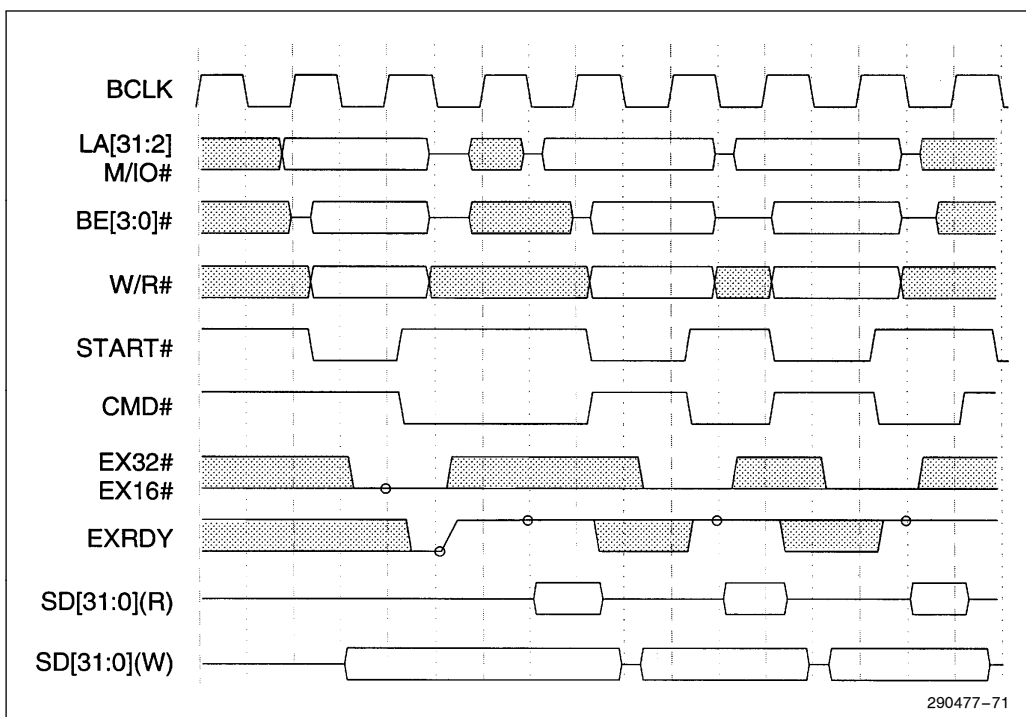 BCLK
LA[31:2]
M/IO#
BE[3:0]#
W/R#
START#
CMD#
EX32#
EX16#
EXRDY
SD[31:0](R)
SD[31:0](W)
290477–71